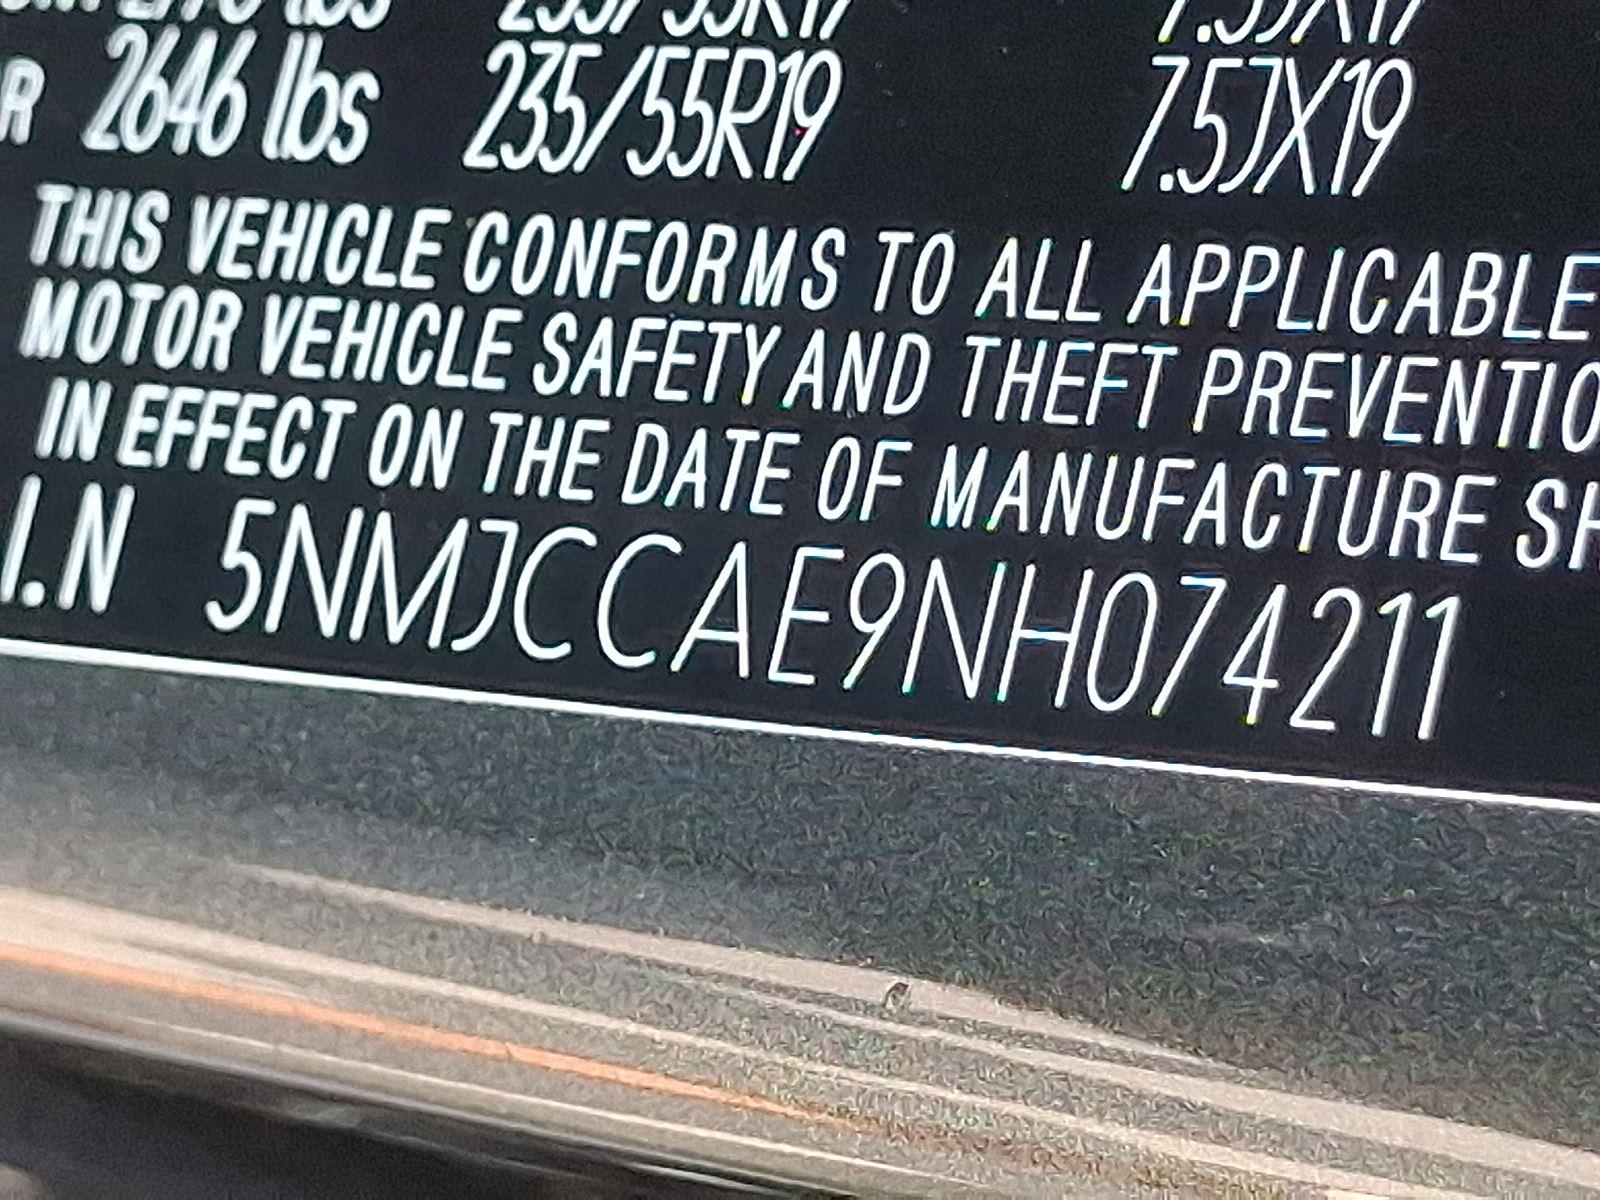 2646 lbs 235/55R19 7.5JX19
THIS VEHICLE CONFORMS TO ALL APPLICABLE
MOTOR VEHICLE SAFETY AND THEFT PREVENTIO
IN EFFECT ON THE DATE OF MANUFACTURE SH
I.N 5NMJCCAE9NH074211